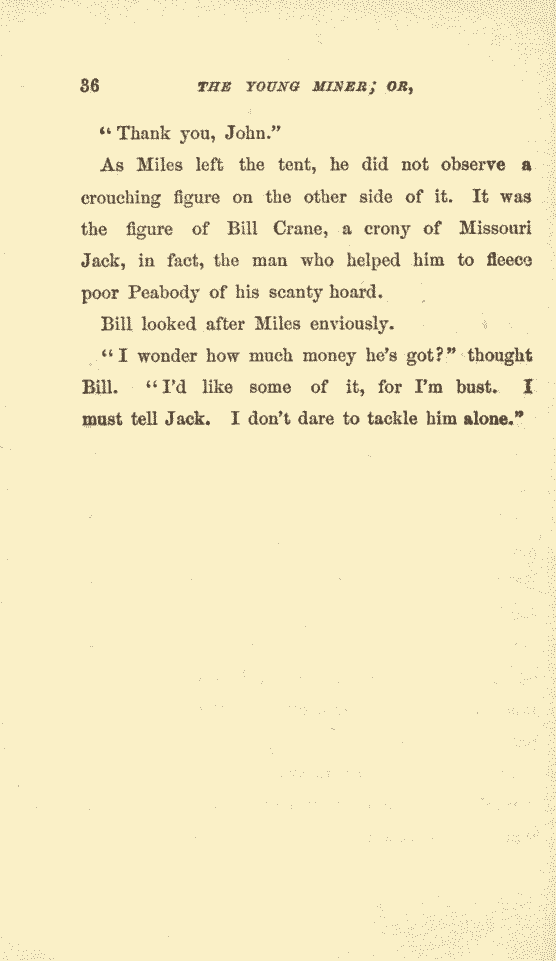 36 THE YOUNG MINER; OR,
“Thank you, John.”
As Miles left the tent, he did not observe a
crouching figure on the other side of it. It was
the figure of Bill Crane, a crony of Missouri
Jack, in fact, the man who helped him to fleece
poor Peabody of his scanty hoard.
Bill looked after Miles enviously.
“I wonder how much money he's got?” thought
Bill. “I'd like some of it, for I'm bust. I
must tell Jack. I don't dare to tackle him alone.”